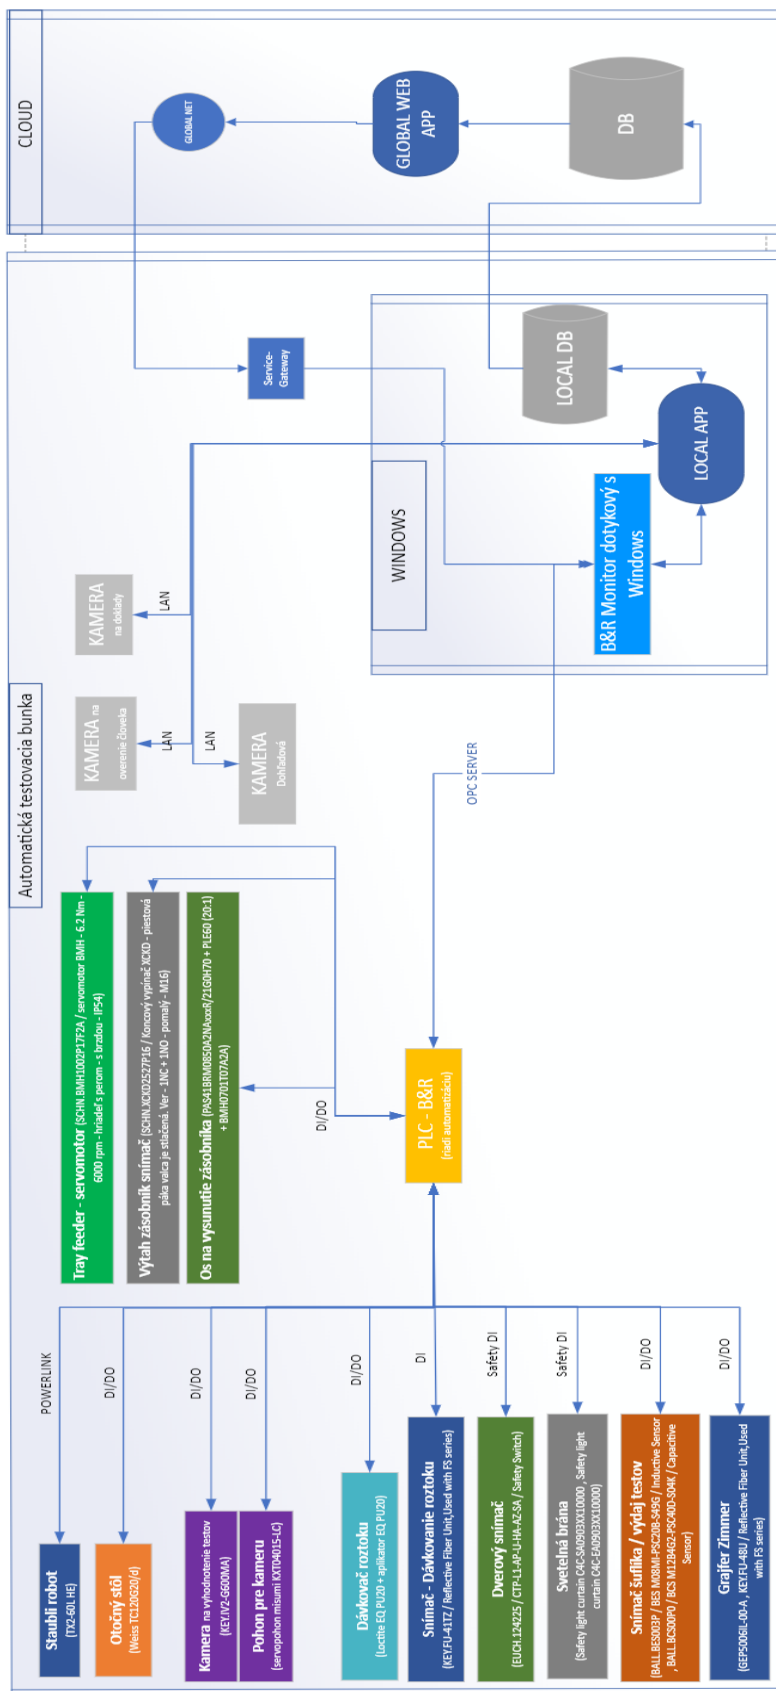 Automatická testovacia bunka
CLOUD
Staubli robot
(TX2-60L HE)
POWERLINK
Otočný stôl
(Weiss TC120G20/d)
DI/DO
Kamera na vyhodnotenie testov
(KEY.IV2-G600MA)
DI/DO
Pohon pre kameru
(servopohon misumi KXT04015-LC)
DI/DO
Dávkovač roztoku
(Loctite EQ PU20 + aplikator EQ PU20)
DI/DO
Snímač - Dávkovanie roztoku
(KEY.FU-41TZ / Reflective Fiber Unit,Used with FS series)
DI
Dverový snímač
(EUCH.124225 / CTP-L1-AP-U-HA-AZ-SA / Safety Switch)
Safety DI
Svetelná brána
(Safety light curtain C4C-SA0903XX10000 , Safety light
curtain C4C-EA0903XX10000)
Safety DI
Snímač šuflíka / výdaj testov
(BALL.BES003P / BES M08MI-PSC20B-S49G / Inductive Sensor
, BALL.BCS00P0 / BCS M12B4G2-PSC40D-S04K / Capacitive
Sensor)
DI/DO
Grajfer Zimmer
(GEP5006IL-00-A , KEY.FU-48U / Reflective Fiber Unit,Used
with FS series)
DI/DO
Tray feeder - servomotor (SCHN.BMH1002P17F2A / servomotor BMH - 6.2 Nm -
6000 rpm - hriadeľ s perom - s brzdou - IP54)
Výtah zásobník snímač (SCHN.XCKD2527P16 / Koncový vypínač XCKD - piestová
páka valca je stlačená. Ver - 1NC + 1NO - pomalý - M16)
Os na vysunutie zásobníka (PAS41BRM0850A2NAxxxR/21G0H70 + PLE60 (20:1)
+ BMH0701T07A2A)
DI/DO
PLC - B&R
(riadi automatizáciu)
OPC SERVER
KAMERA na
overenie človeka
LAN
KAMERA
na doklady
LAN
KAMERA
Dohľadová
LAN
WINDOWS
B&R Monitor dotykový s
Windows
LOCAL DB
LOCAL APP
Service-
Gateway
GLOBAL NET
GLOBAL WEB
APP
DB